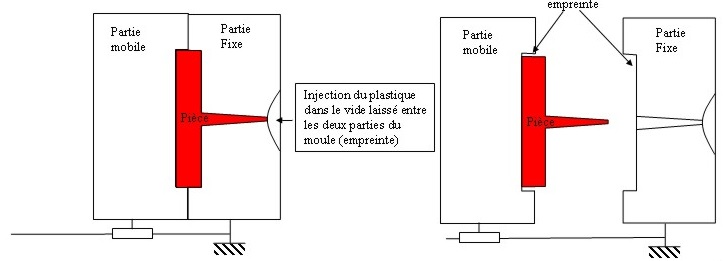 Partie
mobile
Partie
Fixe
Pièce
Injection du plastique
dans le vide laissé entre
les deux parties du
moule (empreinte)
empreinte
Partie
mobile
Partie
Fixe
Pièce